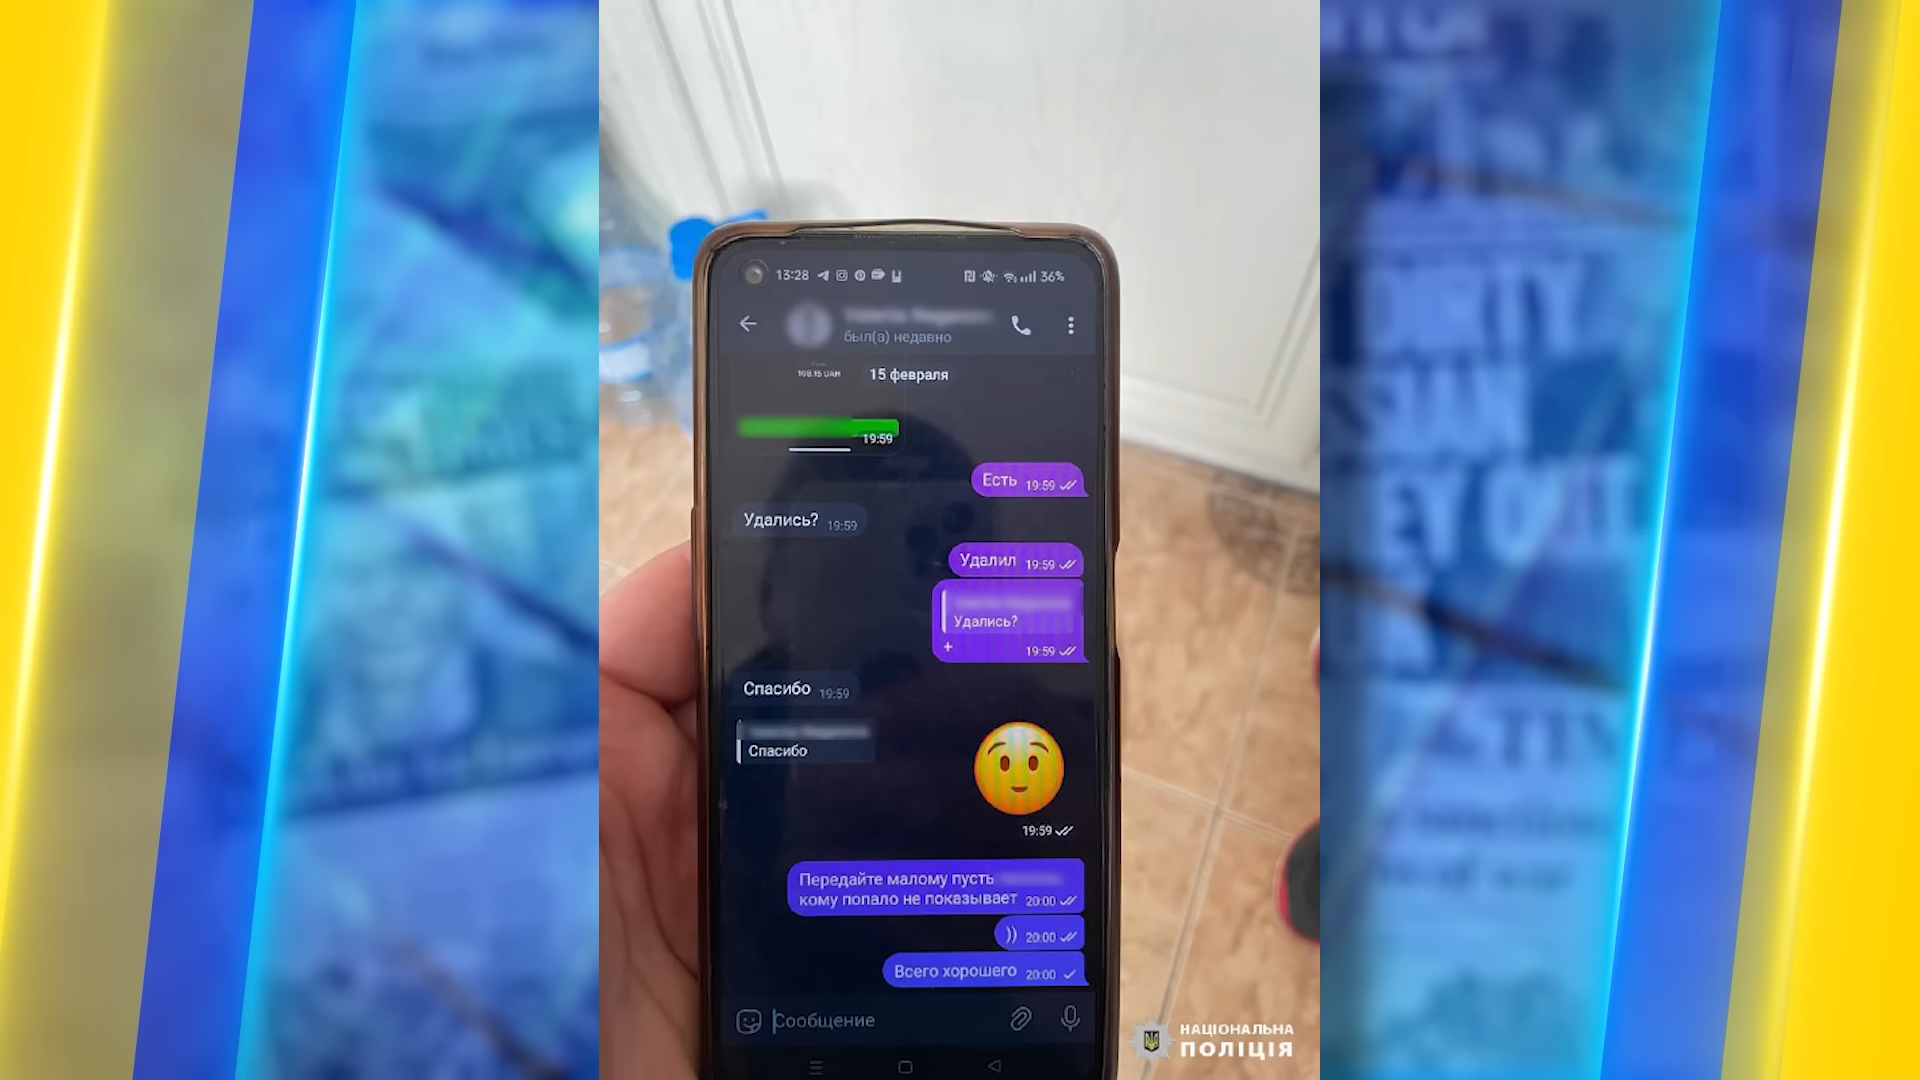 13:28
36%
был(а) недавно
108.15 UAH
15 февраля
19:59
Есть 19:59
Удались? 19:59
Удалил 19:59
Удались?
+ 19:59
Спасибо 19:59
Спасибо
19:59
Передайте малому пусть
кому попало не показывает 20:00
)) 20:00
Всего хорошего 20:00
Сообщение
НАЦІОНАЛЬНА
ПОЛІЦІЯ